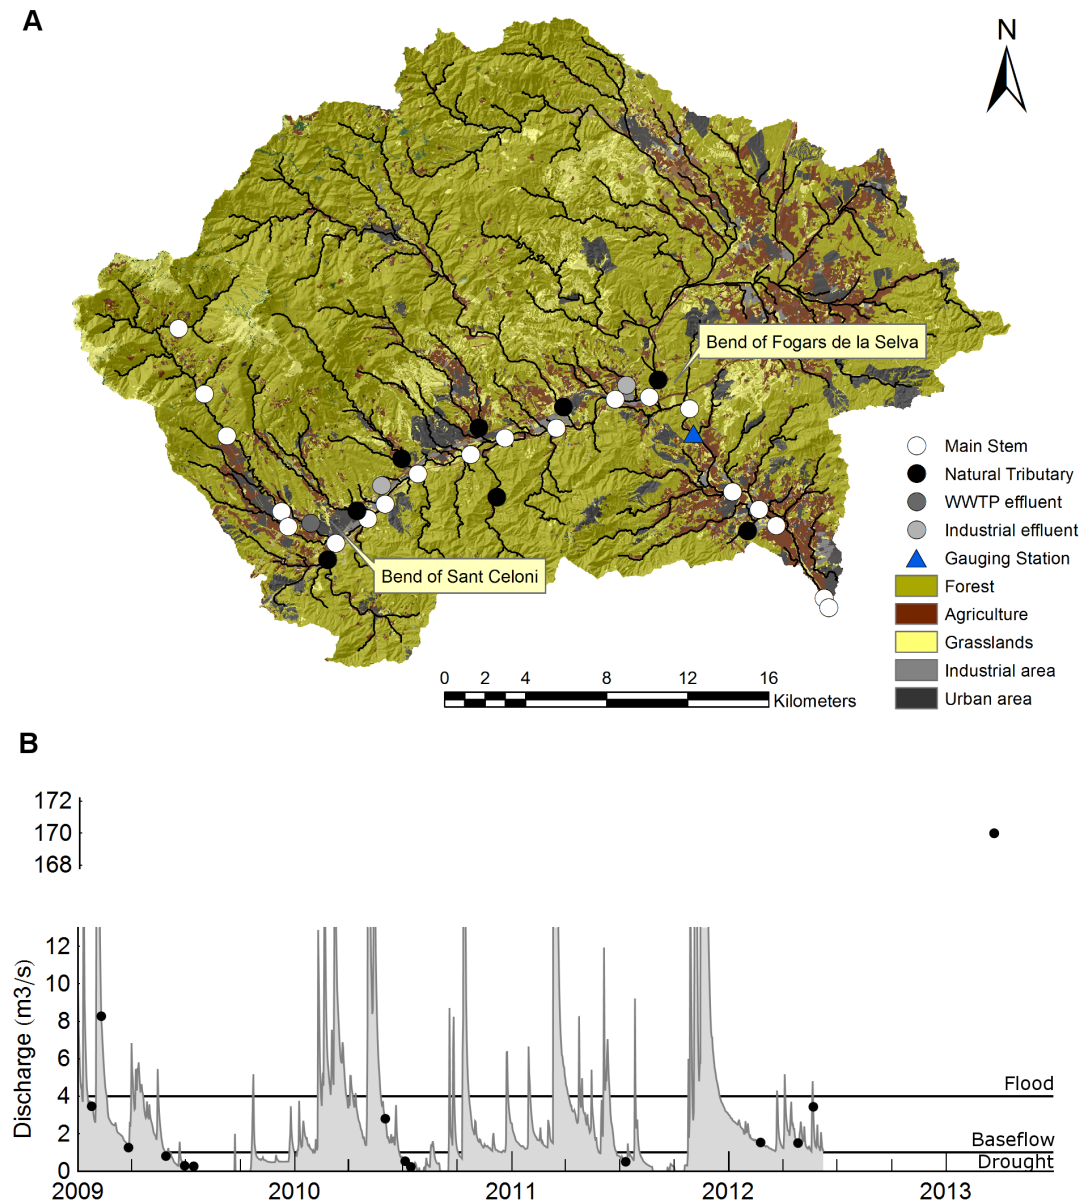 A
N
Bend of Fogars de la Selva
Bend of Sant Celoni
Main Stem
Natural Tributary
WWTP effluent
Industrial effluent
Gauging Station
Forest
Agriculture
Grasslands
Industrial area
Urban area
0 2 4 8 12 16
Kilometers
B
172
170
168
12
10
8
6
4
2
0
Discharge (m3/s)
Flood
Baseflow
Drought
2009 2010 2011 2012 2013